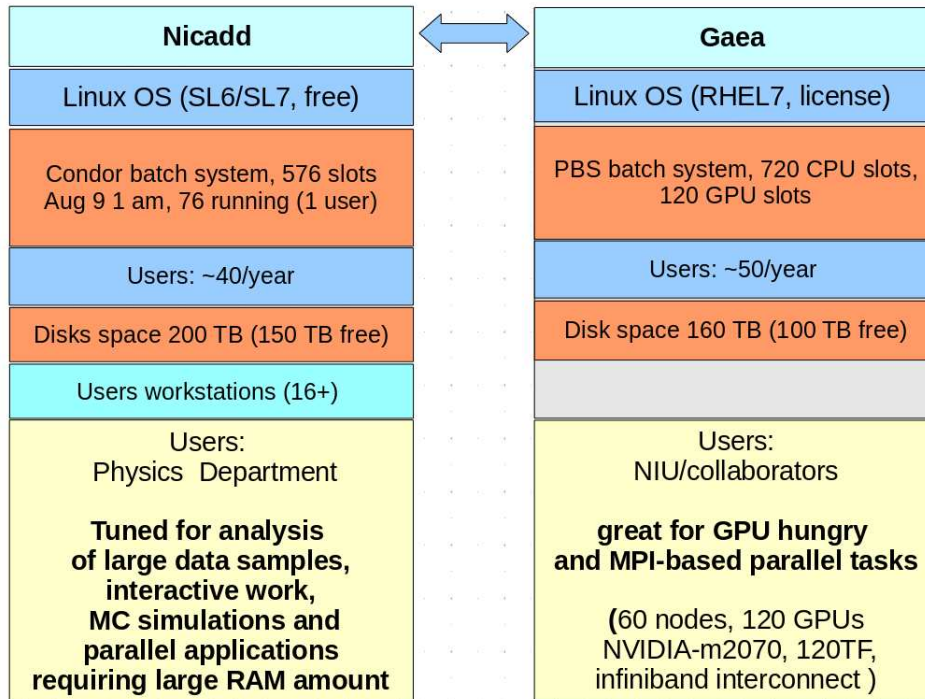 Nicadd
Linux OS (SL6/SL7, free)
Condor batch system, 576 slots
Aug 9 1 am, 76 running (1 user)
Users: ~40/year
Disks space 200 TB (150 TB free)
Users workstations (16+)
Users:
Physics Department
Tuned for analysis
of large data samples,
interactive work,
MC simulations and
parallel applications
requiring large RAM amount
Gaea
Linux OS (RHEL7, license)
PBS batch system, 720 CPU slots,
120 GPU slots
Users: ~50/year
Disk space 160 TB (100 TB free)
Users:
NIU/collaborators
great for GPU hungry
and MPI-based parallel tasks
(60 nodes, 120 GPUs
NVIDIA-m2070, 120TF,
infiniband interconnect )